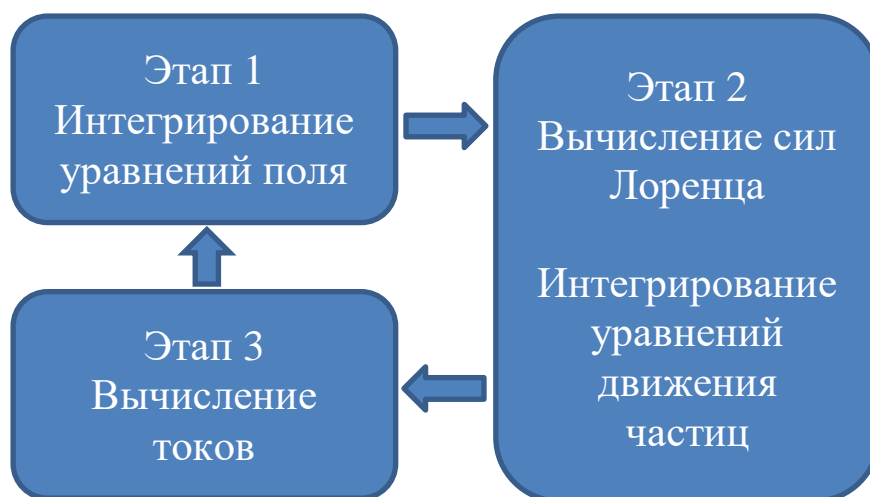 Этап 1
Интегрирование
уравнений поля
Этап 2
Вычисление сил
Лоренца
Интегрирование
уравнений
движения
частиц
Этап 3
Вычисление
токов